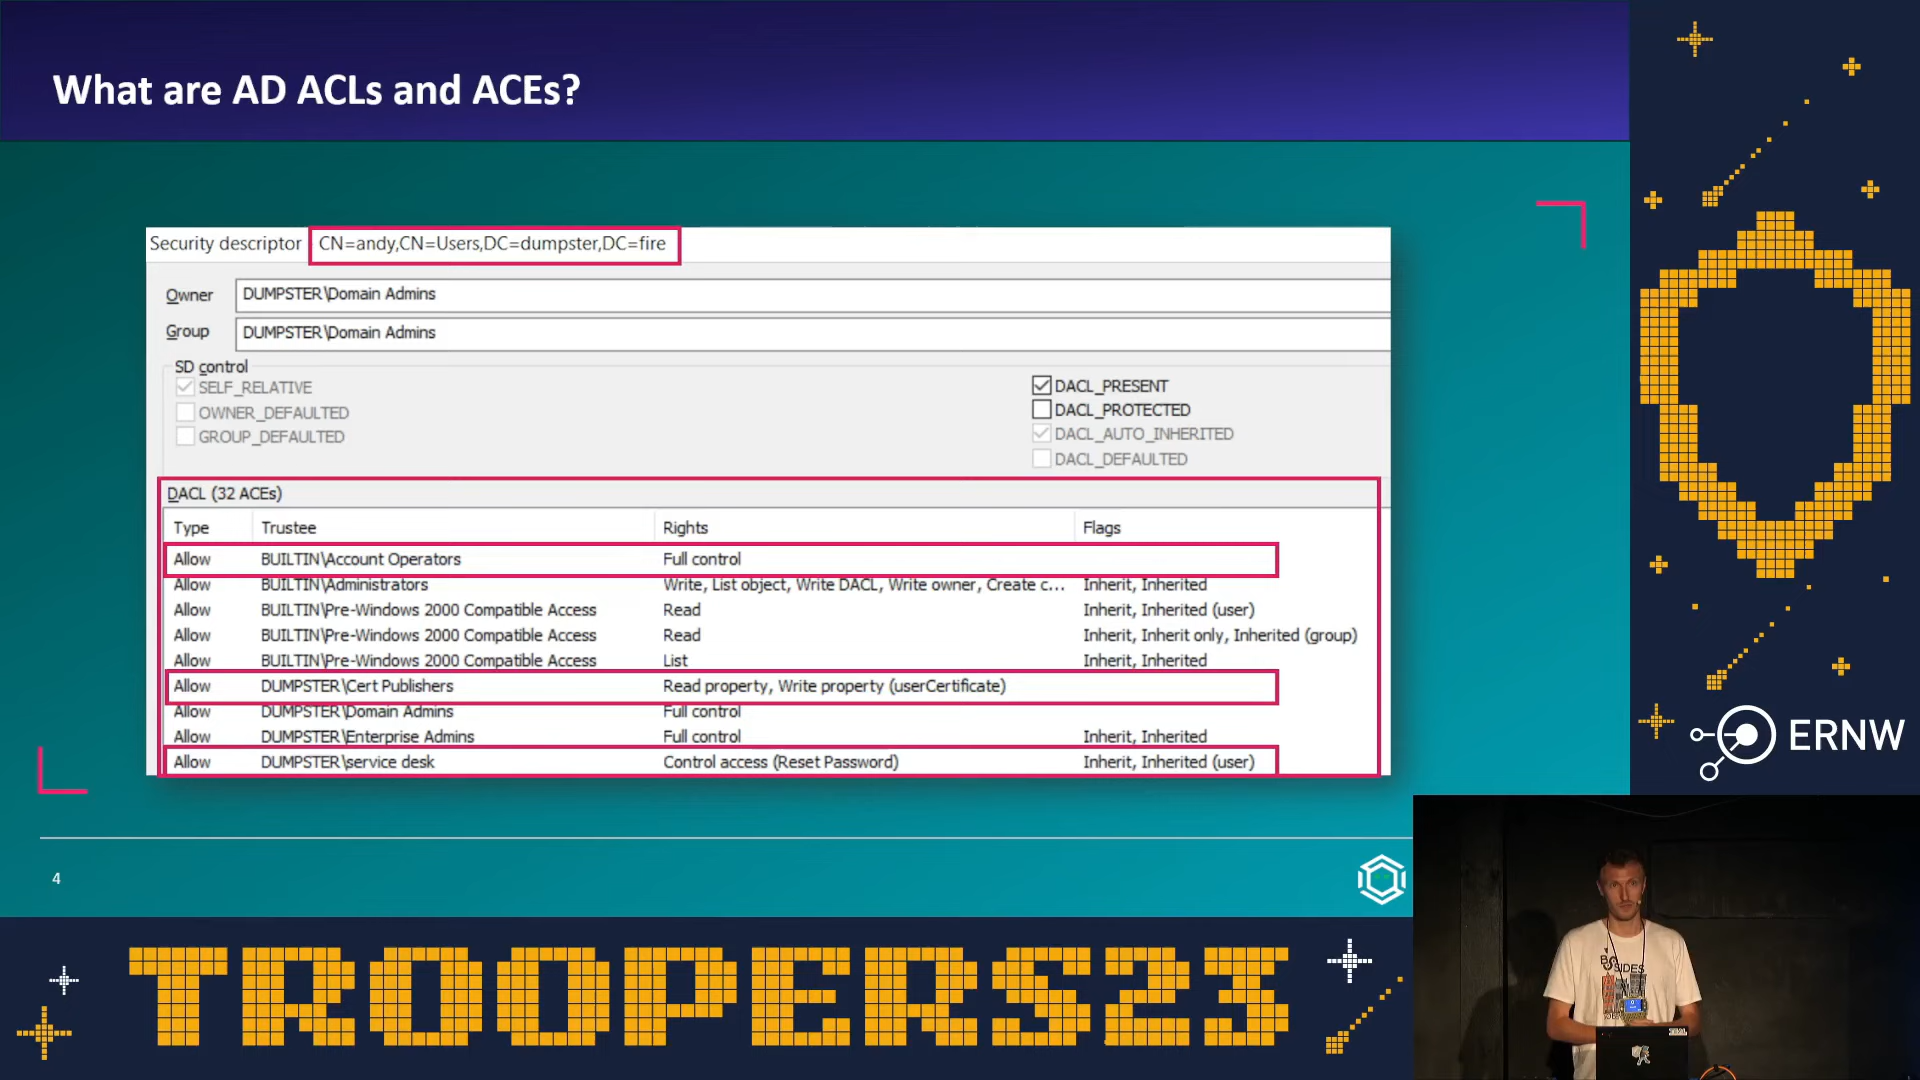 What are AD ACLs and ACEs?
Security descriptor CN=andy,CN=Users,DC=dumpster,DC=fire
Owner DUMPSTER\Domain Admins
Group DUMPSTER\Domain Admins
SD control
SELF_RELATIVE DACL_PRESENT
OWNER_DEFAULTED DACL_PROTECTED
GROUP_DEFAULTED DACL_AUTO_INHERITED
DACL_DEFAULTED
DACL (32 ACEs)
Type Trustee Rights Flags
Allow BUILTIN\Account Operators Full control
Allow BUILTIN\Administrators Write, List object, Write DACL, Write owner, Create c... Inherit, Inherited
Allow BUILTIN\Pre-Windows 2000 Compatible Access Read Inherit, Inherited (user)
Allow BUILTIN\Pre-Windows 2000 Compatible Access Read Inherit, Inherit only, Inherited (group)
Allow BUILTIN\Pre-Windows 2000 Compatible Access List Inherit, Inherited
Allow DUMPSTER\Cert Publishers Read property, Write property (userCertificate)
Allow DUMPSTER\Domain Admins Full control
Allow DUMPSTER\Enterprise Admins Full control Inherit, Inherited
Allow DUMPSTER\service desk Control access (Reset Password) Inherit, Inherited (user)
4
ERNW
TROOPERS23
BSIDES